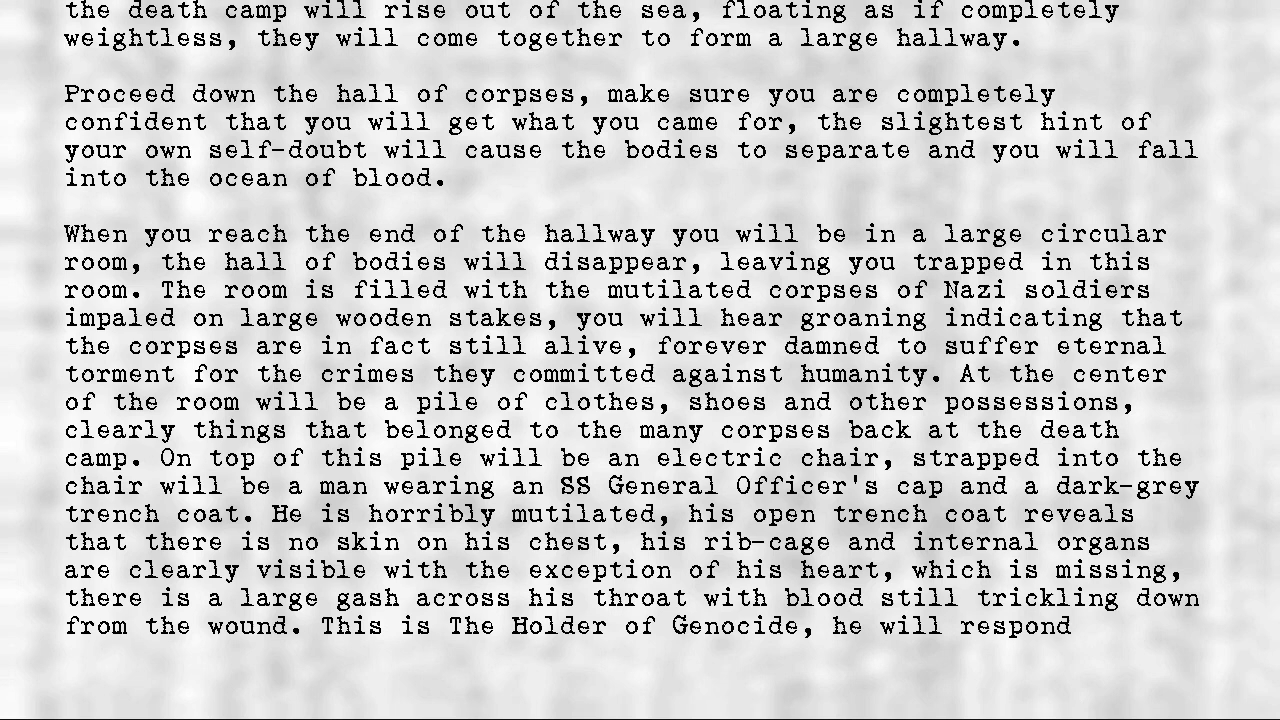 the death camp will rise out of the sea, floating as if completely
weightless, they will come together to form a large hallway.
Proceed down the hall of corpses, make sure you are completely
confident that you will get what you came for, the slightest hint of
your own self-doubt will cause the bodies to separate and you will fall
into the ocean of blood.
When you reach the end of the hallway you will be in a large circular
room, the hall of bodies will disappear, leaving you trapped in this
room. The room is filled with the mutilated corpses of Nazi soldiers
impaled on large wooden stakes, you will hear groaning indicating that
the corpses are in fact still alive, forever damned to suffer eternal
torment for the crimes they committed against humanity. At the center
of the room will be a pile of clothes, shoes and other possessions,
clearly things that belonged to the many corpses back at the death
camp. On top of this pile will be an electric chair, strapped into the
chair will be a man wearing an SS General Officer's cap and a dark-grey
trench coat. He is horribly mutilated, his open trench coat reveals
that there is no skin on his chest, his rib-cage and internal organs
are clearly visible with the exception of his heart, which is missing,
there is a large gash across his throat with blood still trickling down
from the wound. This is The Holder of Genocide, he will respond